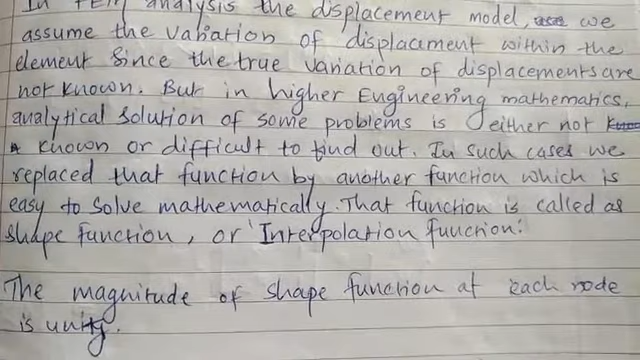 In FEM analysis the displacement model, we
assume the variation of displacement within the
element since the true variation of displacements are
not known. But in higher Engineering mathematics,
analytical solution of some problems is either not
known or difficult to find out. In such cases we
replaced that function by another function which is
easy to solve mathematically. That function is called as
shape function, or 'Interpolation function'.
The magnitude of shape function at each node
is unity.